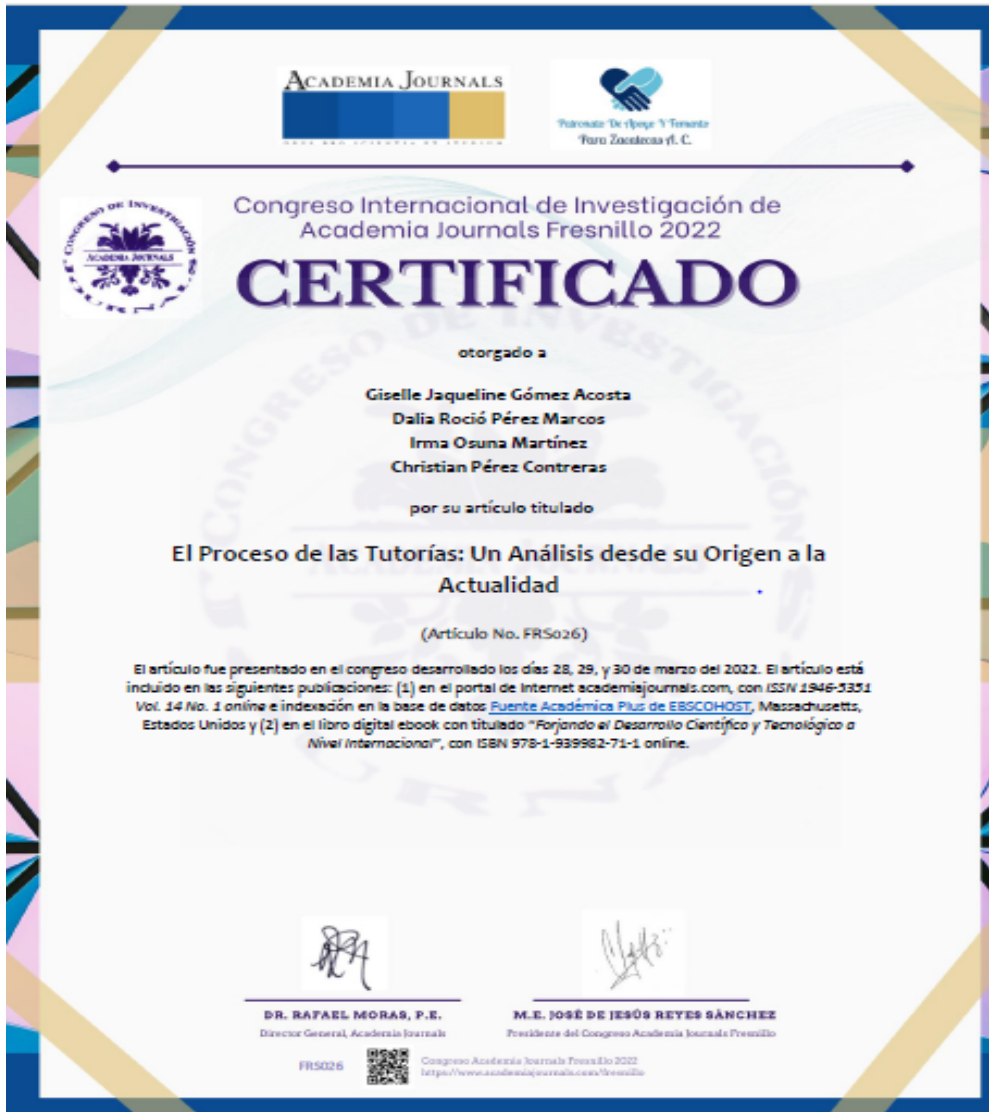 ACADEMIA JOURNALS
Patronato De Apoyo Y Fomento
Para Zacatecas A. C.
CONGRESO DE INVESTIGACIÓN
ACADEMIA JOURNALS
Congreso Internacional de Investigación de
Academia Journals Fresnillo 2022
CERTIFICADO
otorgado a
Giselle Jaqueline Gómez Acosta
Dalia Roció Pérez Marcos
Irma Osuna Martínez
Christian Pérez Contreras
por su artículo titulado
El Proceso de las Tutorías: Un Análisis desde su Origen a la
Actualidad
(Artículo No. FRS026)
El artículo fue presentado en el congreso desarrollado los días 28, 29, y 30 de marzo del 2022. El artículo está
incluido en las siguientes publicaciones: (1) en el portal de Internet academiajournals.com, con ISSN 1946-5351
Vol. 14 No. 1 online e indexación en la base de datos Fuente Académica Plus de EBSCOHOST, Massachusetts,
Estados Unidos y (2) en el libro digital ebook con titulado "Forjando el Desarrollo Científico y Tecnológico a
Nivel Internacional", con ISBN 978-1-939982-71-1 online.
DR. RAFAEL MORAS, P.E.
Director General, Academia Journals
M.E. JOSÉ DE JESÚS REYES SÁNCHEZ
Presidente del Congreso Academia Journals Fresnillo
FRS026
Congreso Academia Journals Fresnillo 2022
https://www.academiajournals.com/fresnillo